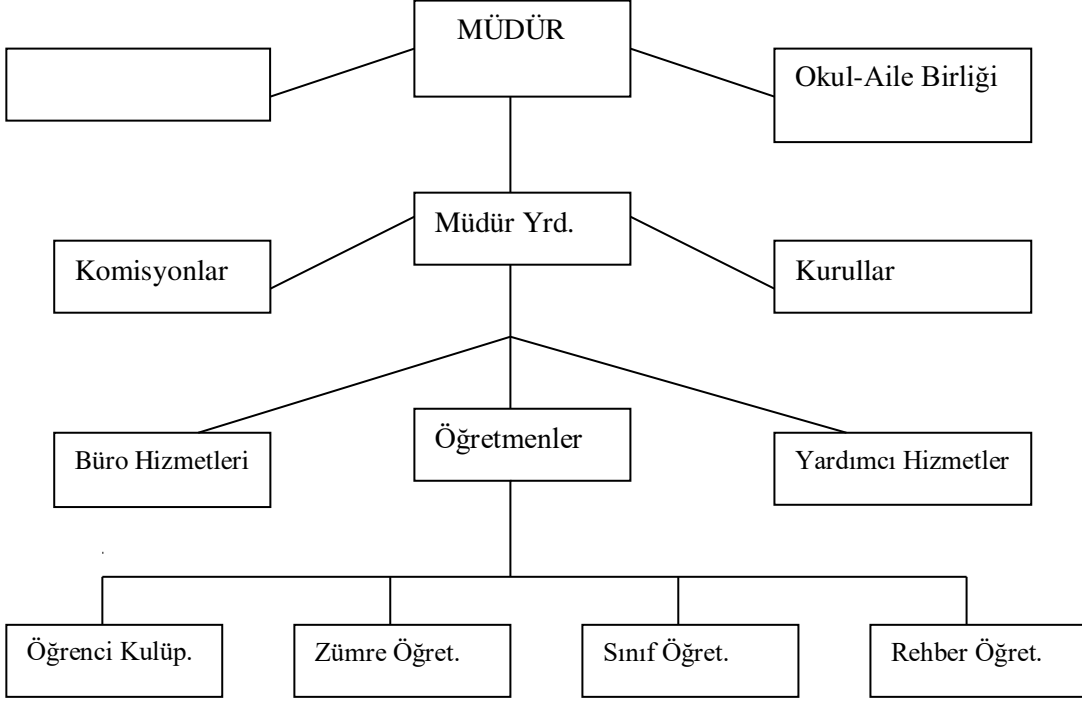 MÜDÜR
Okul-Aile Birliği
Müdür Yrd.
Komisyonlar
Kurullar
Öğretmenler
Büro Hizmetleri
Yardımcı Hizmetler
Öğrenci Kulüp.
Zümre Öğret.
Sınıf Öğret.
Rehber Öğret.